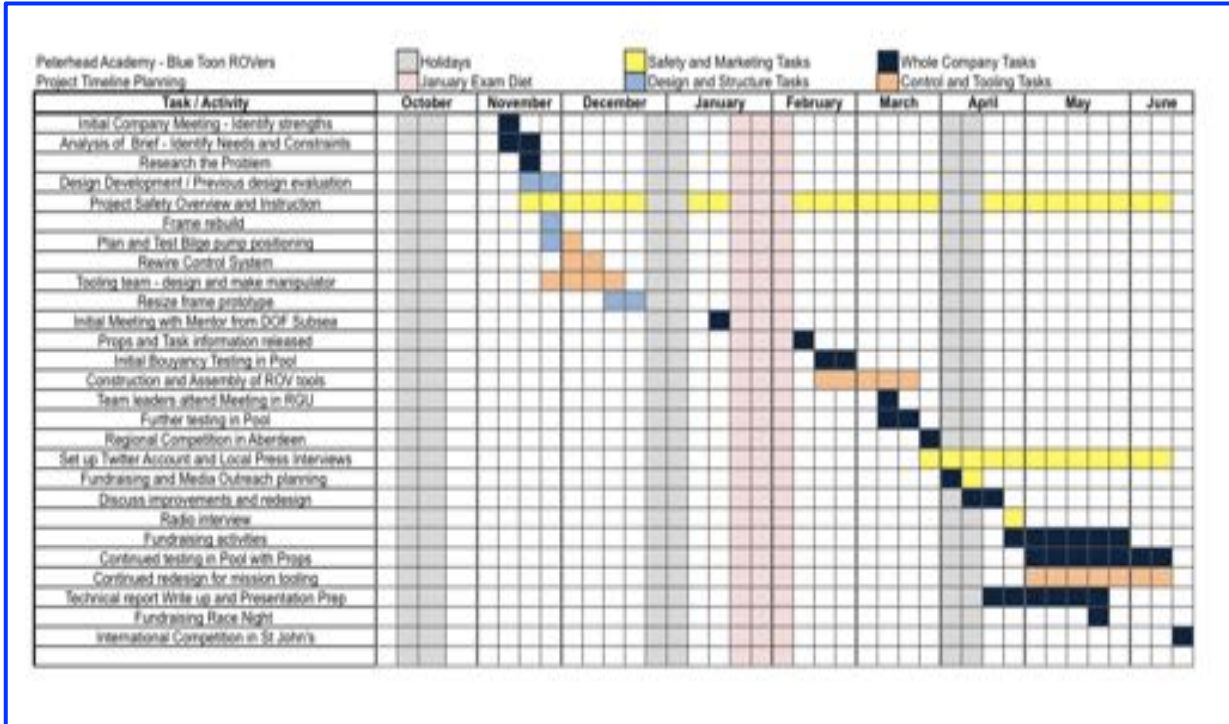 Peterhead Academy - Blue Toon ROVers Holidays Safety and Marketing Tasks Whole Company Tasks
Project Timeline Planning January Exam Diet Design and Structure Tasks Control and Tooling Tasks
Task / Activity October November December January February March April May June
Initial Company Meeting - Identify strengths
Analysis of Brief - Identify Needs and Constraints
Research the Problem
Design Development / Previous design evaluation
Project Safety Overview and Instruction
Frame rebuild
Plan and Test Bilge pump positioning
Rewire Control System
Tooling team - design and make manipulator
Resize frame prototype
Initial Meeting with Mentor from DOF Subsea
Props and Task information released
Initial Bouyancy Testing in Pool
Construction and Assembly of ROV tools
Team leaders attend Meeting in RGU
Further testing in Pool
Regional Competition in Aberdeen
Set up Twitter Account and Local Press Interviews
Fundraising and Media Outreach planning
Discuss improvements and redesign
Radio interview
Fundraising activities
Continued testing in Pool with Props
Continued redesign for mission tooling
Technical report Write up and Presentation Prep
Fundraising Race Night
International Competition in St John's